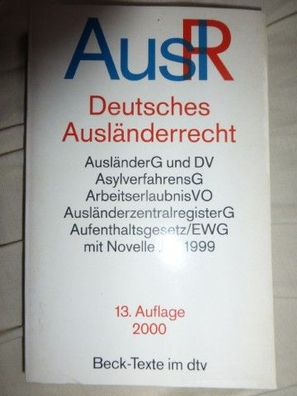 AuslR
Deutsches
Ausländerrecht
AusländerG und DV
AsylverfahrensG
ArbeitserlaubnisVO
AusländerzentralregisterG
Aufenthaltsgesetz/EWG
mit Novelle 1999
13. Auflage
2000
Beck-Texte im dtv